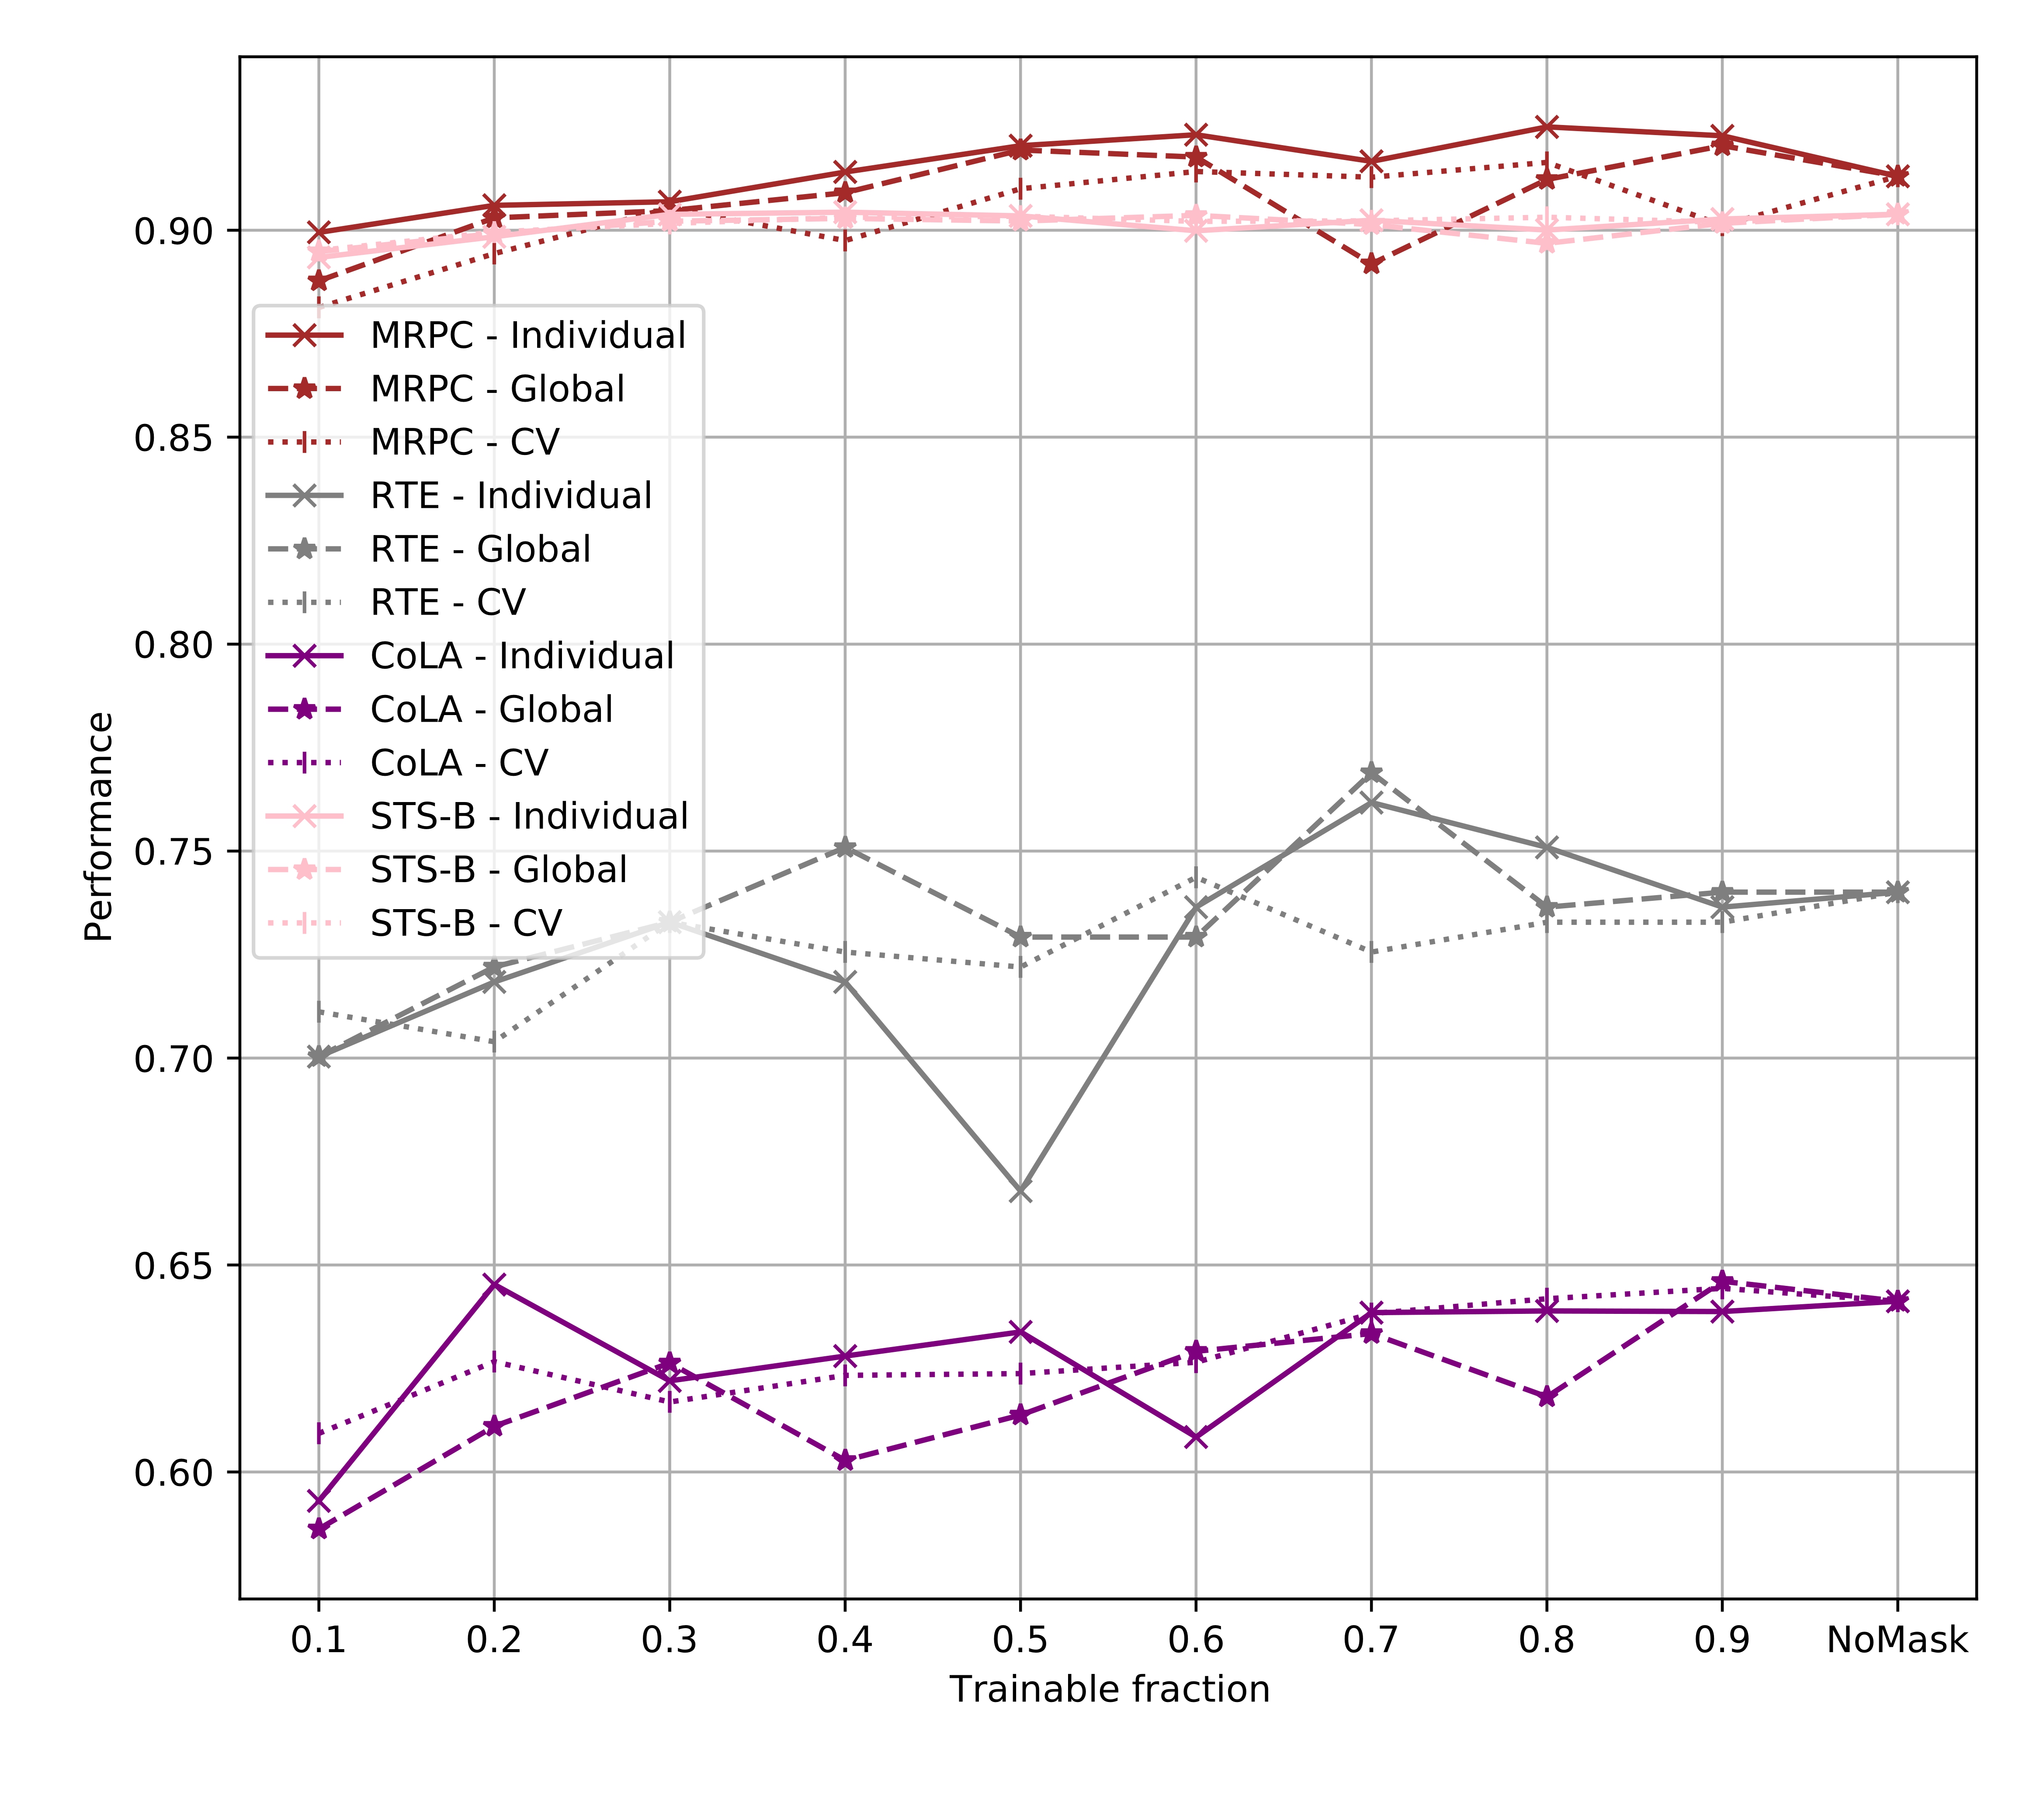 0.90
0.85
0.80
0.75
0.70
0.65
0.60
Performance
MRPC - Individual
MRPC - Global
MRPC - CV
RTE - Individual
RTE - Global
RTE - CV
CoLA - Individual
CoLA - Global
CoLA - CV
STS-B - Individual
STS-B - Global
STS-B - CV
0.1 0.2 0.3 0.4 0.5 0.6 0.7 0.8 0.9 NoMask
Trainable fraction